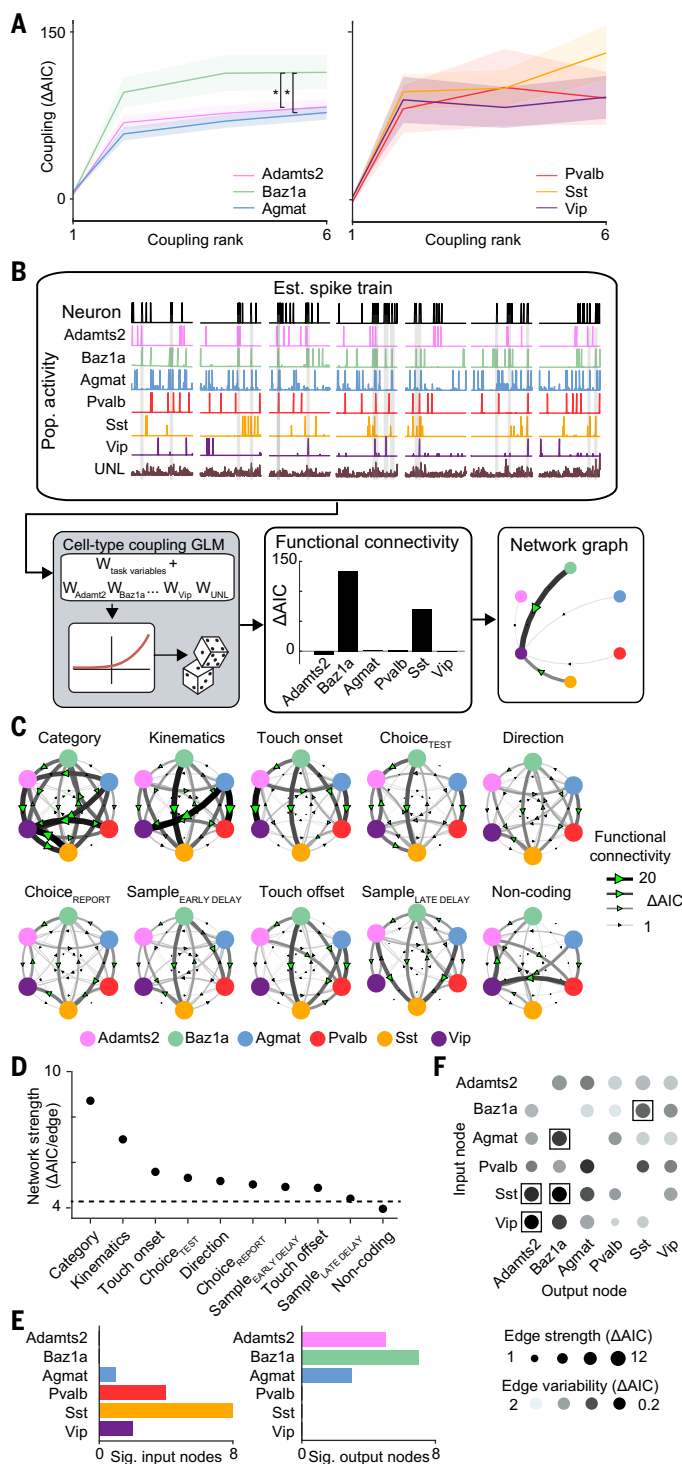 A
150
Coupling (ΔAIC)
0
Adamts2
Baz1a
Agmat
* *
1
Coupling rank
6
Pvalb
Sst
Vip
1
Coupling rank
6
B
Est. spike train
Pop. activity
Neuron
Adamts2
Baz1a
Agmat
Pvalb
Sst
Vip
UNL
Cell-type coupling GLM
Wtask variables +
WAdamt2 WBaz1a ... WVip WUNL
Functional connectivity
150
ΔAIC
0
Adamts2
Baz1a
Agmat
Pvalb
Sst
Vip
Network graph
C
Category
Kinematics
Touch onset
ChoiceTEST
Direction
ChoiceREPORT
SampleEARLY DELAY
Touch offset
SampleLATE DELAY
Non-coding
Functional
connectivity
20
ΔAIC
1
Adamts2
Baz1a
Agmat
Pvalb
Sst
Vip
D
10
Network strength
(ΔAIC/edge)
4
Category
Kinematics
Touch onset
ChoiceTEST
Direction
ChoiceREPORT
SampleEARLY DELAY
Touch offset
SampleLATE DELAY
Non-coding
E
Adamts2
Baz1a
Agmat
Pvalb
Sst
Vip
0
8
Sig. input nodes
Adamts2
Baz1a
Agmat
Pvalb
Sst
Vip
0
8
Sig. output nodes
F
Input node
Adamts2
Baz1a
Agmat
Pvalb
Sst
Vip
Adamts2
Baz1a
Agmat
Pvalb
Sst
Vip
Output node
Edge strength (ΔAIC)
1
12
Edge variability (ΔAIC)
2
0.2